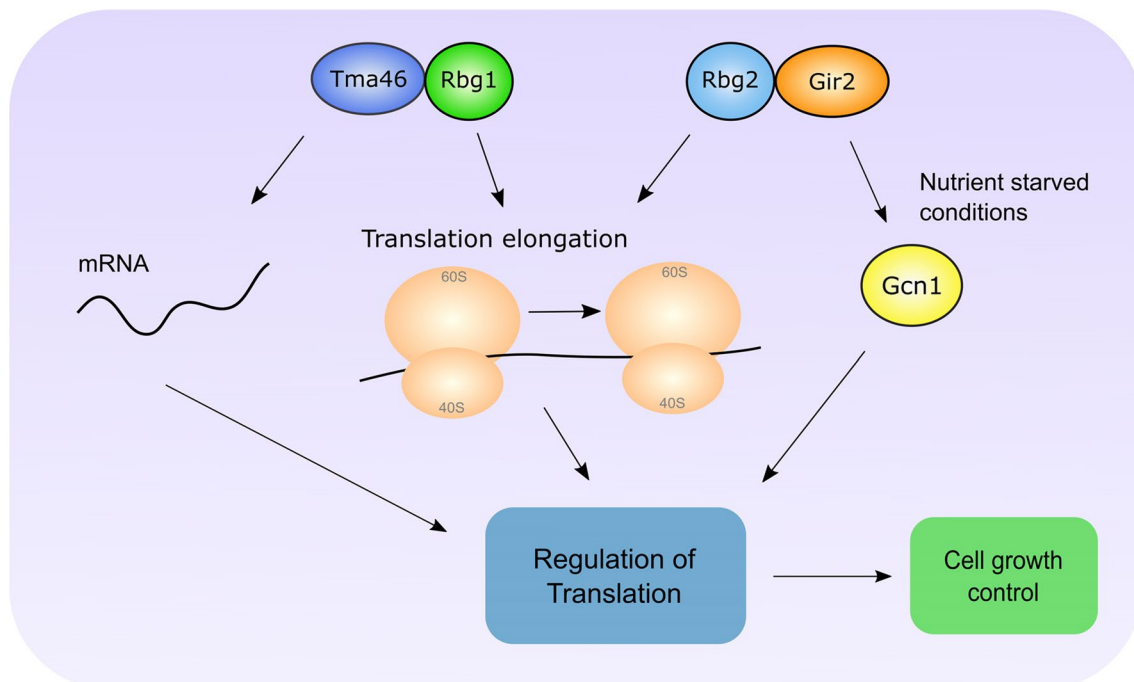 Tma46
Rbg1
Rbg2
Gir2
Nutrient starved
conditions
Translation elongation
mRNA
60S
60S
Gcn1
40S
40S
Regulation of
Translation
Cell growth
control